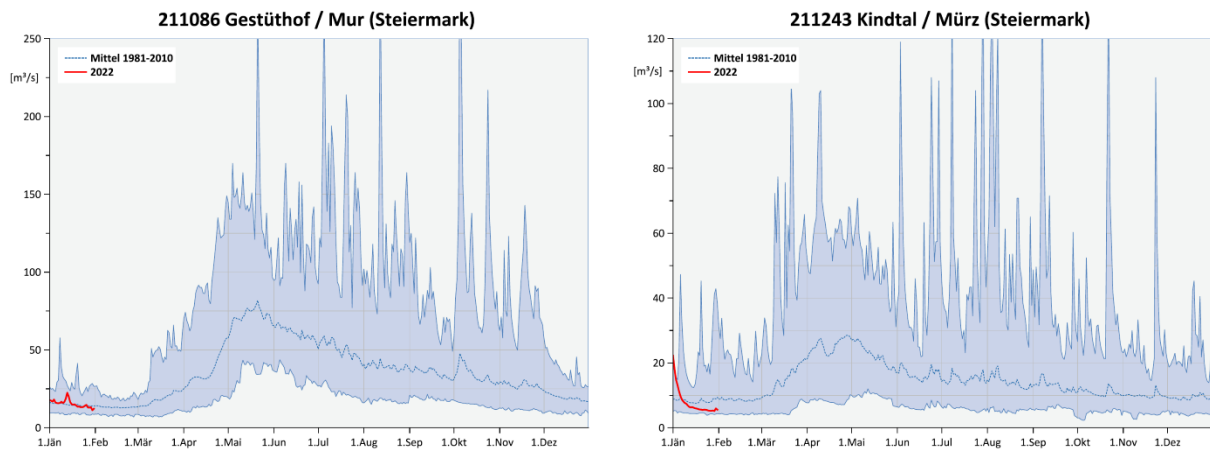 211086 Gestüthof / Mur (Steiermark)
250
[m³/s]
200
150
100
50
0
Mittel 1981-2010
2022
1.Jän
1.Feb
1.Mär
1.Apr
1.Mai
1.Jun
1.Jul
1.Aug
1.Sep
1.Okt
1.Nov
1.Dez
211243 Kindtal / Mürz (Steiermark)
120
[m³/s]
100
80
60
40
20
0
Mittel 1981-2010
2022
1.Jän
1.Feb
1.Mär
1.Apr
1.Mai
1.Jun
1.Jul
1.Aug
1.Sep
1.Okt
1.Nov
1.Dez